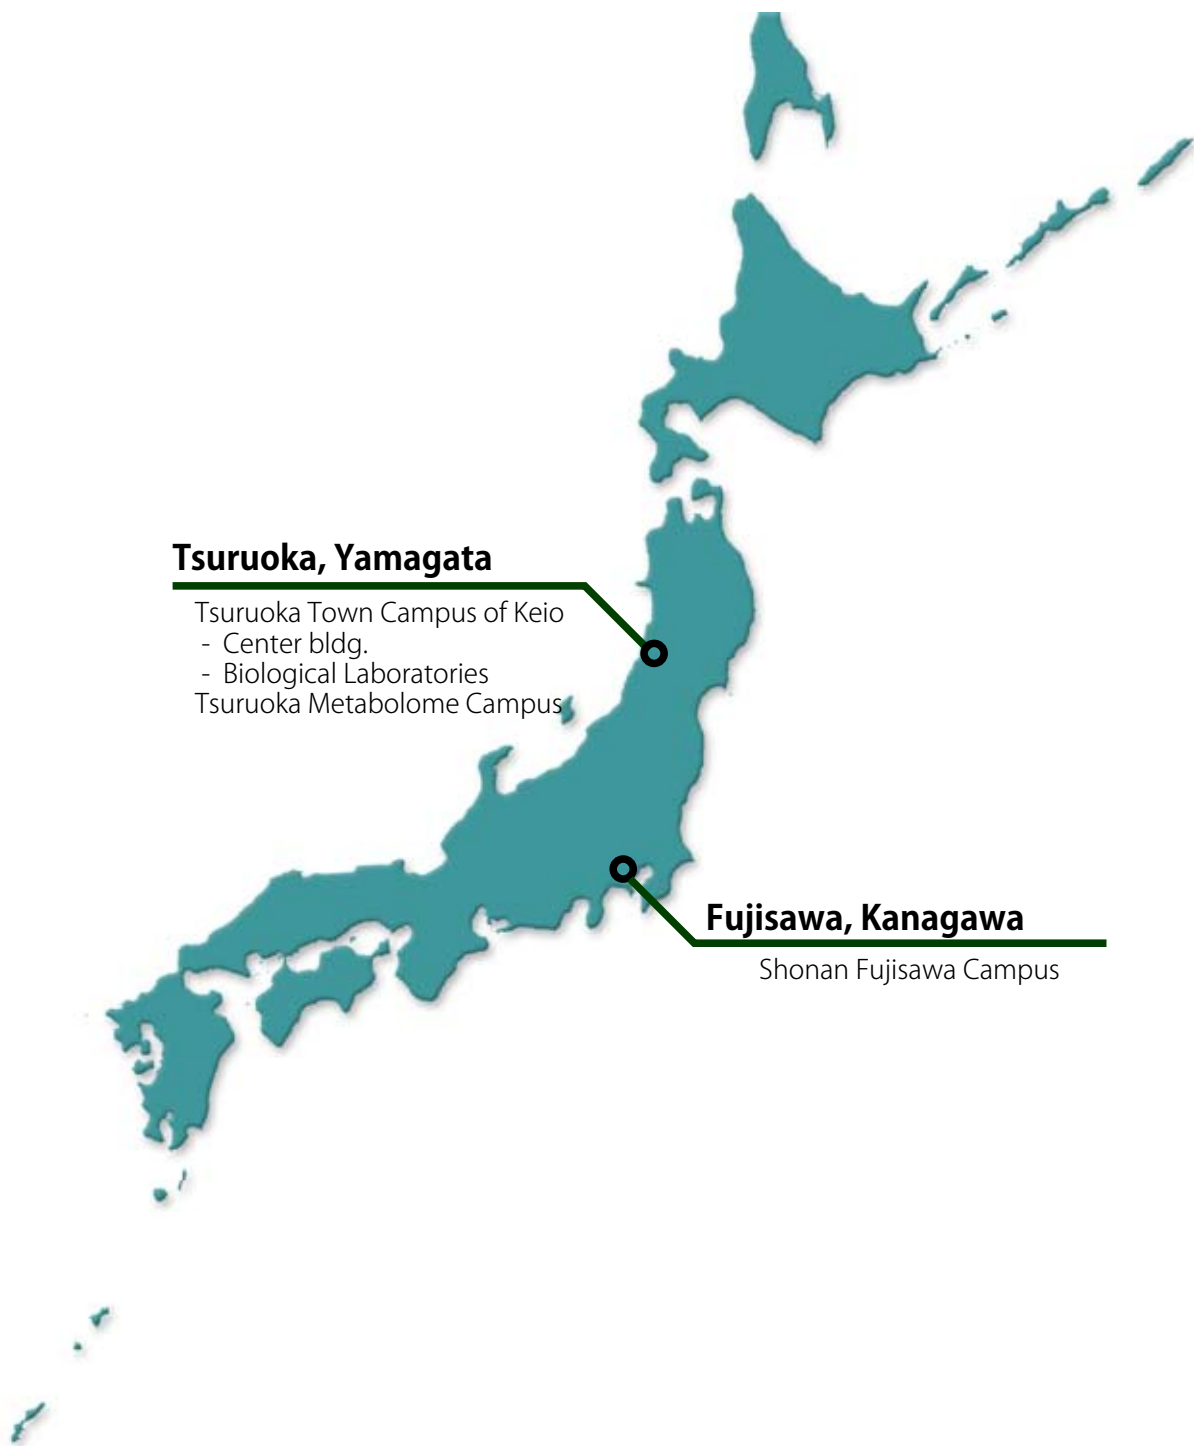 Tsuruoka, Yamagata
Tsuruoka Town Campus of Keio
- Center bldg.
- Biological Laboratories
Tsuruoka Metabolome Campus
Fujisawa, Kanagawa
Shonan Fujisawa Campus